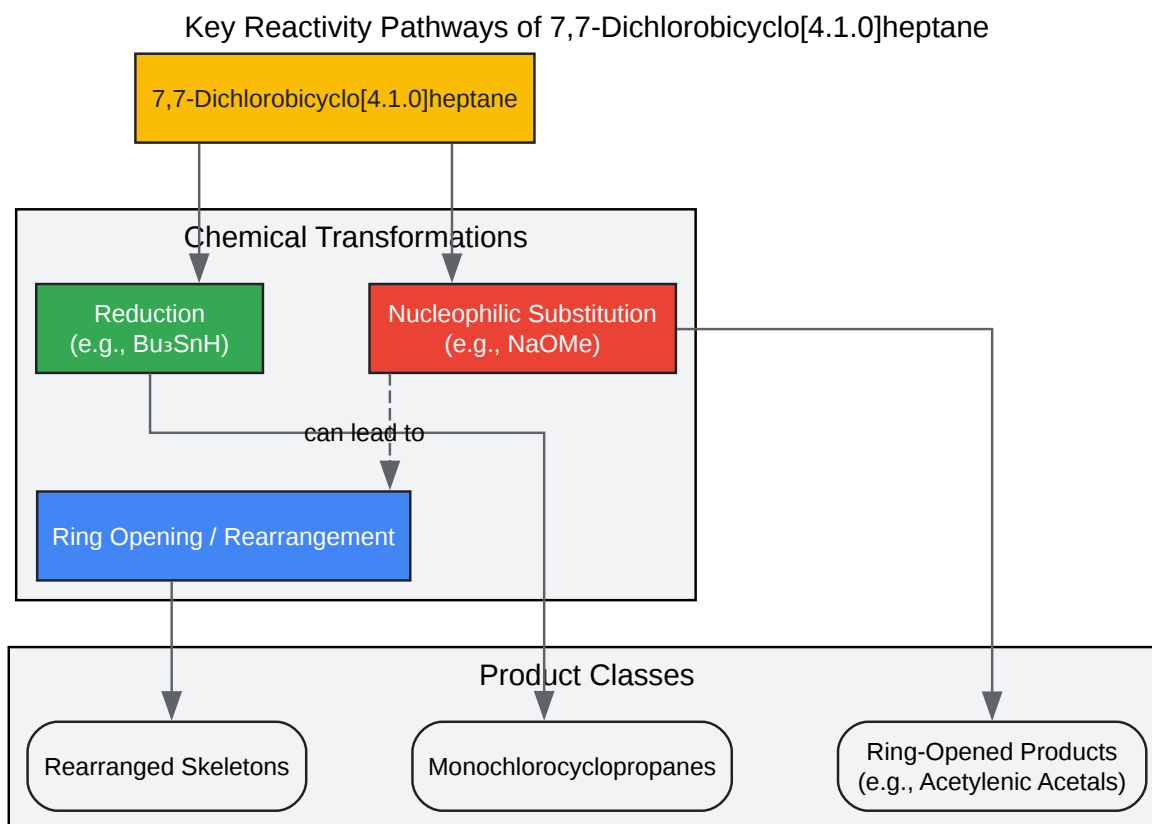 Key Reactivity Pathways of 7,7-Dichlorobicyclo[4.1.0]heptane
7,7-Dichlorobicyclo[4.1.0]heptane
Chemical Transformations
Reduction
(e.g., Bu₃SnH)
Nucleophilic Substitution
(e.g., NaOMe)
can lead to
Ring Opening / Rearrangement
Product Classes
Rearranged Skeletons
Monochlorocyclopropanes
Ring-Opened Products
(e.g., Acetylenic Acetals)